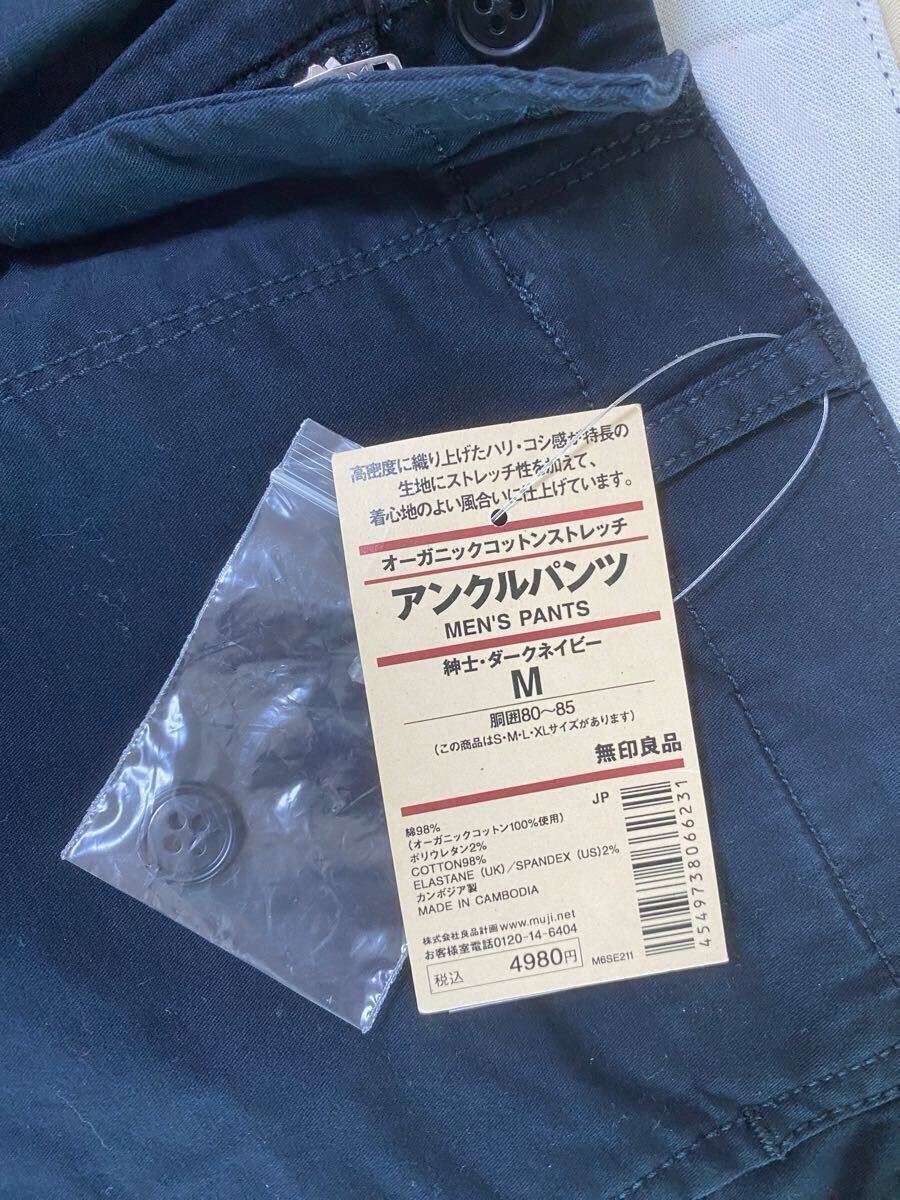 高密度に織り上げたハリ・コシ感が特長の
生地にストレッチ性を加えて、
着心地のよい風合いに仕上げています。
オーガニックコットンストレッチ
アンクルパンツ
MEN'S PANTS
紳士・ダークネイビー
M
胴囲80〜85
(この商品はS・M・L・XLサイズがあります)
無印良品
JP
綿98%
(オーガニックコットン100%使用)
ポリウレタン2%
COTTON98%
ELASTANE (UK)/SPANDEX (US)2%
カンボジア製
MADE IN CAMBODIA
株式会社良品計画 www.muji.net
お客様室電話0120-14-6404
税込 4980円
M6SE211
4549738066231